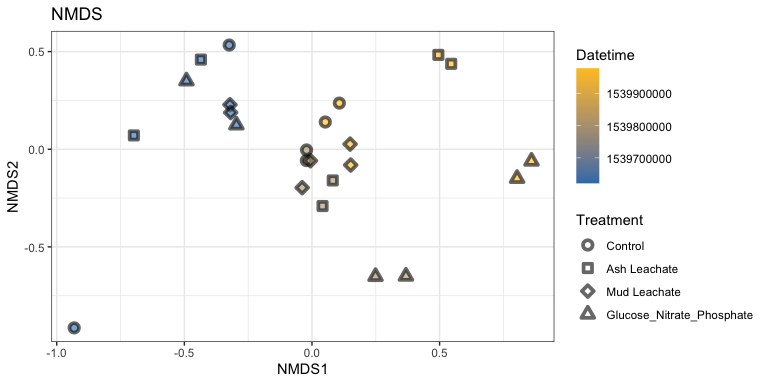 NMDS
0.5
0.0
-0.5
NMDS2
-1.0
-0.5
0.0
0.5
NMDS1
Datetime
1539900000
1539800000
1539700000
Treatment
Control
Ash Leachate
Mud Leachate
Glucose_Nitrate_Phosphate